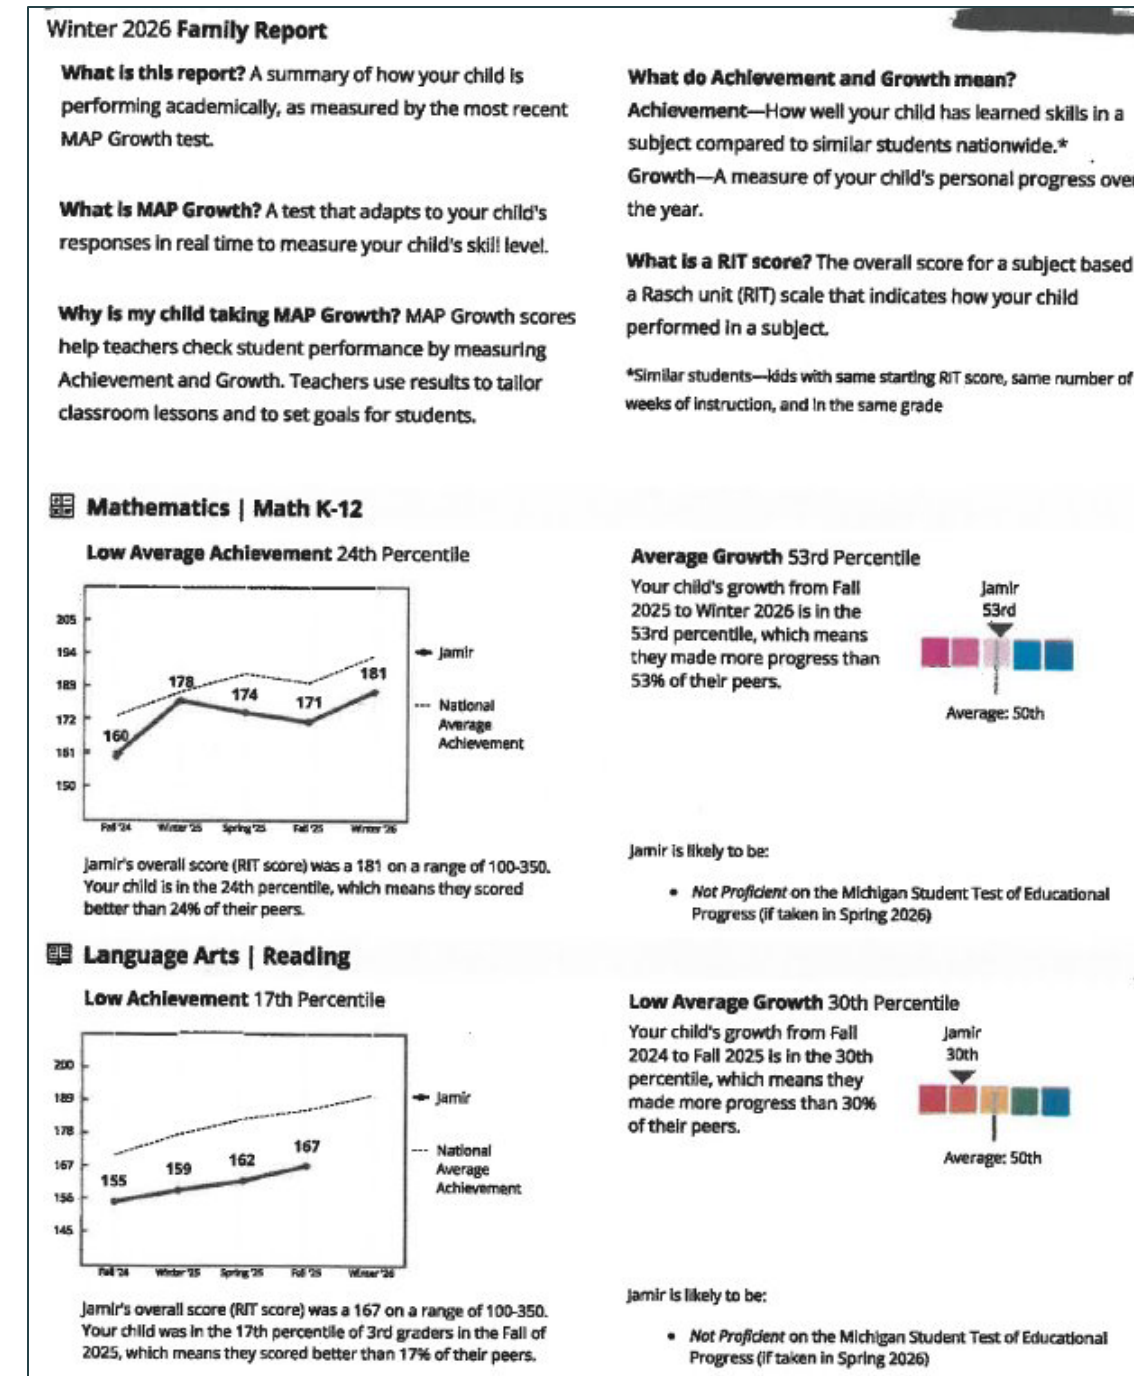 Winter 2026 Family Report
What is this report? A summary of how your child is
performing academically, as measured by the most recent
MAP Growth test.
What is MAP Growth? A test that adapts to your child's
responses in real time to measure your child's skill level.
Why is my child taking MAP Growth? MAP Growth scores
help teachers check student performance by measuring
Achievement and Growth. Teachers use results to tailor
classroom lessons and to set goals for students.
What do Achievement and Growth mean?
Achievement—How well your child has learned skills in a
subject compared to similar students nationwide.*
Growth—A measure of your child's personal progress over
the year.
What is a RIT score? The overall score for a subject based
a Rasch unit (RIT) scale that indicates how your child
performed in a subject.
*Similar students—kids with same starting RIT score, same number of
weeks of instruction, and in the same grade
Mathematics | Math K-12
Low Average Achievement 24th Percentile
205
194
189
172
161
150
160
178
174
171
181
Fall '24 Winter '25 Spring '25 Fall '25 Winter '26
Jamir
National
Average
Achievement
Jamir's overall score (RIT score) was a 181 on a range of 100-350.
Your child is in the 24th percentile, which means they scored
better than 24% of their peers.
Average Growth 53rd Percentile
Your child's growth from Fall
2025 to Winter 2026 is in the
53rd percentile, which means
they made more progress than
53% of their peers.
Jamir
53rd
Average: 50th
Jamir is likely to be:
• Not Proficient on the Michigan Student Test of Educational
Progress (if taken in Spring 2026)
Language Arts | Reading
Low Achievement 17th Percentile
200
189
178
167
156
145
155
159
162
167
Fall '24 Winter '25 Spring '25 Fall '25 Winter '26
Jamir
National
Average
Achievement
Jamir's overall score (RIT score) was a 167 on a range of 100-350.
Your child was in the 17th percentile of 3rd graders in the Fall of
2025, which means they scored better than 17% of their peers.
Low Average Growth 30th Percentile
Your child's growth from Fall
2024 to Fall 2025 is in the 30th
percentile, which means they
made more progress than 30%
of their peers.
Jamir
30th
Average: 50th
Jamir is likely to be:
• Not Proficient on the Michigan Student Test of Educational
Progress (if taken in Spring 2026)